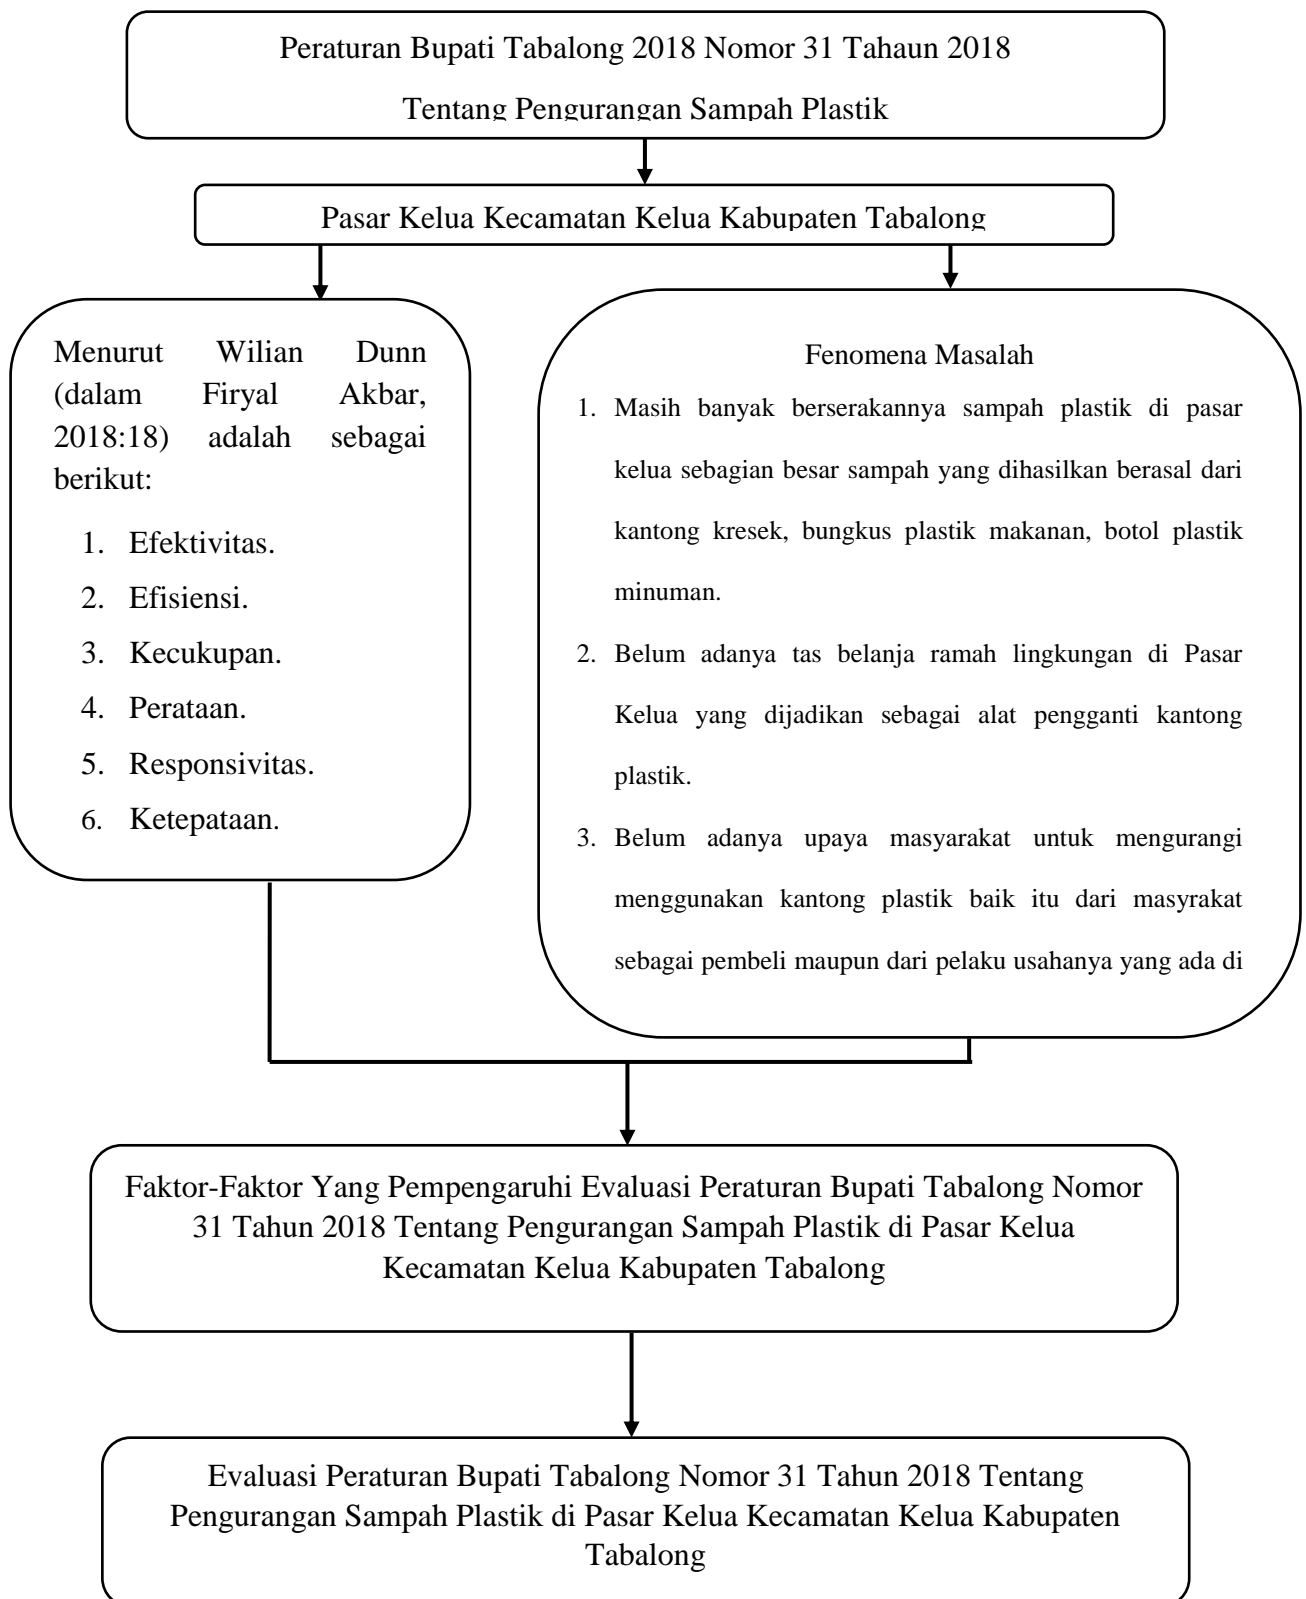 Peraturan Bupati Tabalong 2018 Nomor 31 Tahaun 2018
Tentang Pengurangan Sampah Plastik
Pasar Kelua Kecamatan Kelua Kabupaten Tabalong
Menurut Wilian Dunn
(dalam Firyal Akbar,
2018:18) adalah sebagai
berikut:
1. Efektivitas.
2. Efisiensi.
3. Kecukupan.
4. Perataan.
5. Responsivitas.
6. Ketepataan.
Fenomena Masalah
1. Masih banyak berserakannya sampah plastik di pasar
kelua sebagian besar sampah yang dihasilkan berasal dari
kantong kresek, bungkus plastik makanan, botol plastik
minuman.
2. Belum adanya tas belanja ramah lingkungan di Pasar
Kelua yang dijadikan sebagai alat pengganti kantong
plastik.
3. Belum adanya upaya masyarakat untuk mengurangi
menggunakan kantong plastik baik itu dari masyrakat
sebagai pembeli maupun dari pelaku usahanya yang ada di
Faktor-Faktor Yang Pempengaruhi Evaluasi Peraturan Bupati Tabalong Nomor
31 Tahun 2018 Tentang Pengurangan Sampah Plastik di Pasar Kelua
Kecamatan Kelua Kabupaten Tabalong
Evaluasi Peraturan Bupati Tabalong Nomor 31 Tahun 2018 Tentang
Pengurangan Sampah Plastik di Pasar Kelua Kecamatan Kelua Kabupaten
Tabalong